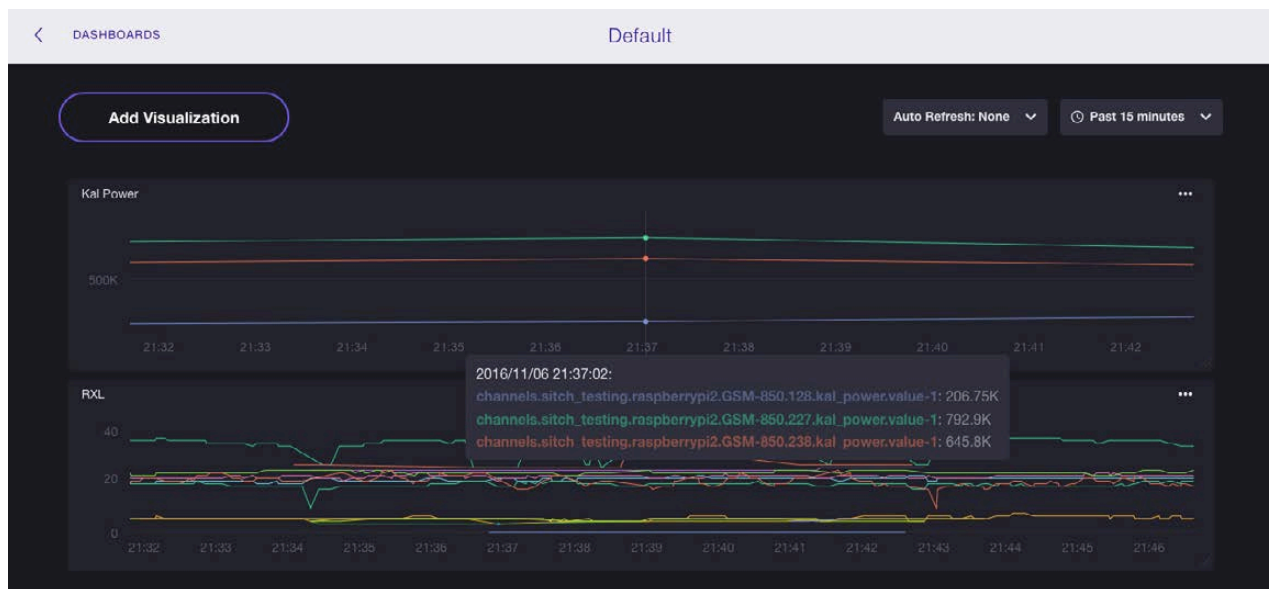 DASHBOARDS
Default
Add Visualization
Auto Refresh: None
Past 15 minutes
Kal Power
500K
21:32 21:33 21:34 21:35 21:36 21:37 21:38 21:39 21:40 21:41 21:42
2016/11/06 21:37:02:
channels.sitch_testing.raspberrypi2.GSM-850.128.kal_power.value-1: 206.75K
channels.sitch_testing.raspberrypi2.GSM-850.227.kal_power.value-1: 792.9K
channels.sitch_testing.raspberrypi2.GSM-850.238.kal_power.value-1: 645.8K
RXL
40
20
0
21:32 21:33 21:34 21:35 21:36 21:37 21:38 21:39 21:40 21:41 21:42 21:43 21:44 21:45 21:46